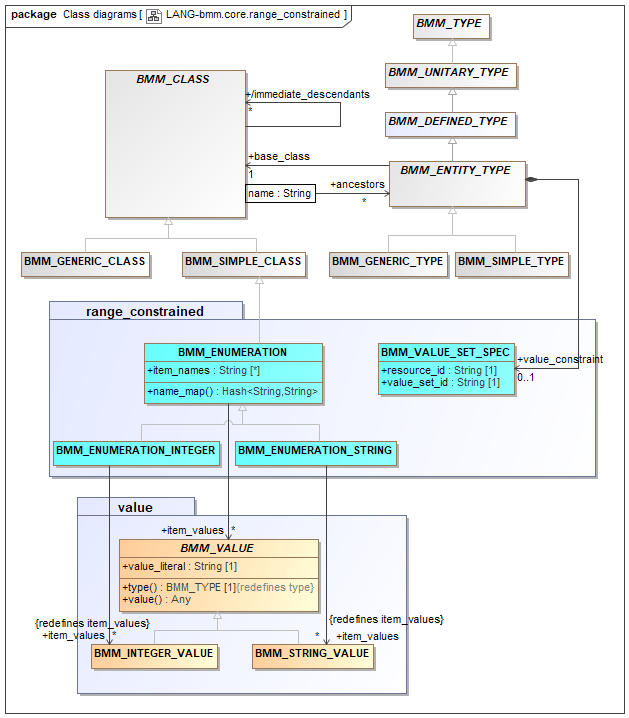 package Class diagrams [ LANG-bmm.core.range_constrained ]
BMM_TYPE
BMM_UNITARY_TYPE
BMM_CLASS
+/immediate_descendants
*
BMM_DEFINED_TYPE
+base_class
1
BMM_ENTITY_TYPE
name : String
+ancestors
*
BMM_GENERIC_CLASS
BMM_SIMPLE_CLASS
BMM_GENERIC_TYPE
BMM_SIMPLE_TYPE
range_constrained
BMM_ENUMERATION
+item_names : String [*]
+name_map() : Hash<String,String>
BMM_VALUE_SET_SPEC
+resource_id : String [1]
+value_set_id : String [1]
+value_constraint
0..1
BMM_ENUMERATION_INTEGER
BMM_ENUMERATION_STRING
value
+item_values
*
BMM_VALUE
+value_literal : String [1]
+type() : BMM_TYPE [1]{redefines type}
+value() : Any
{redefines item_values}
+item_values
*
{redefines item_values}
*
+item_values
BMM_INTEGER_VALUE
BMM_STRING_VALUE